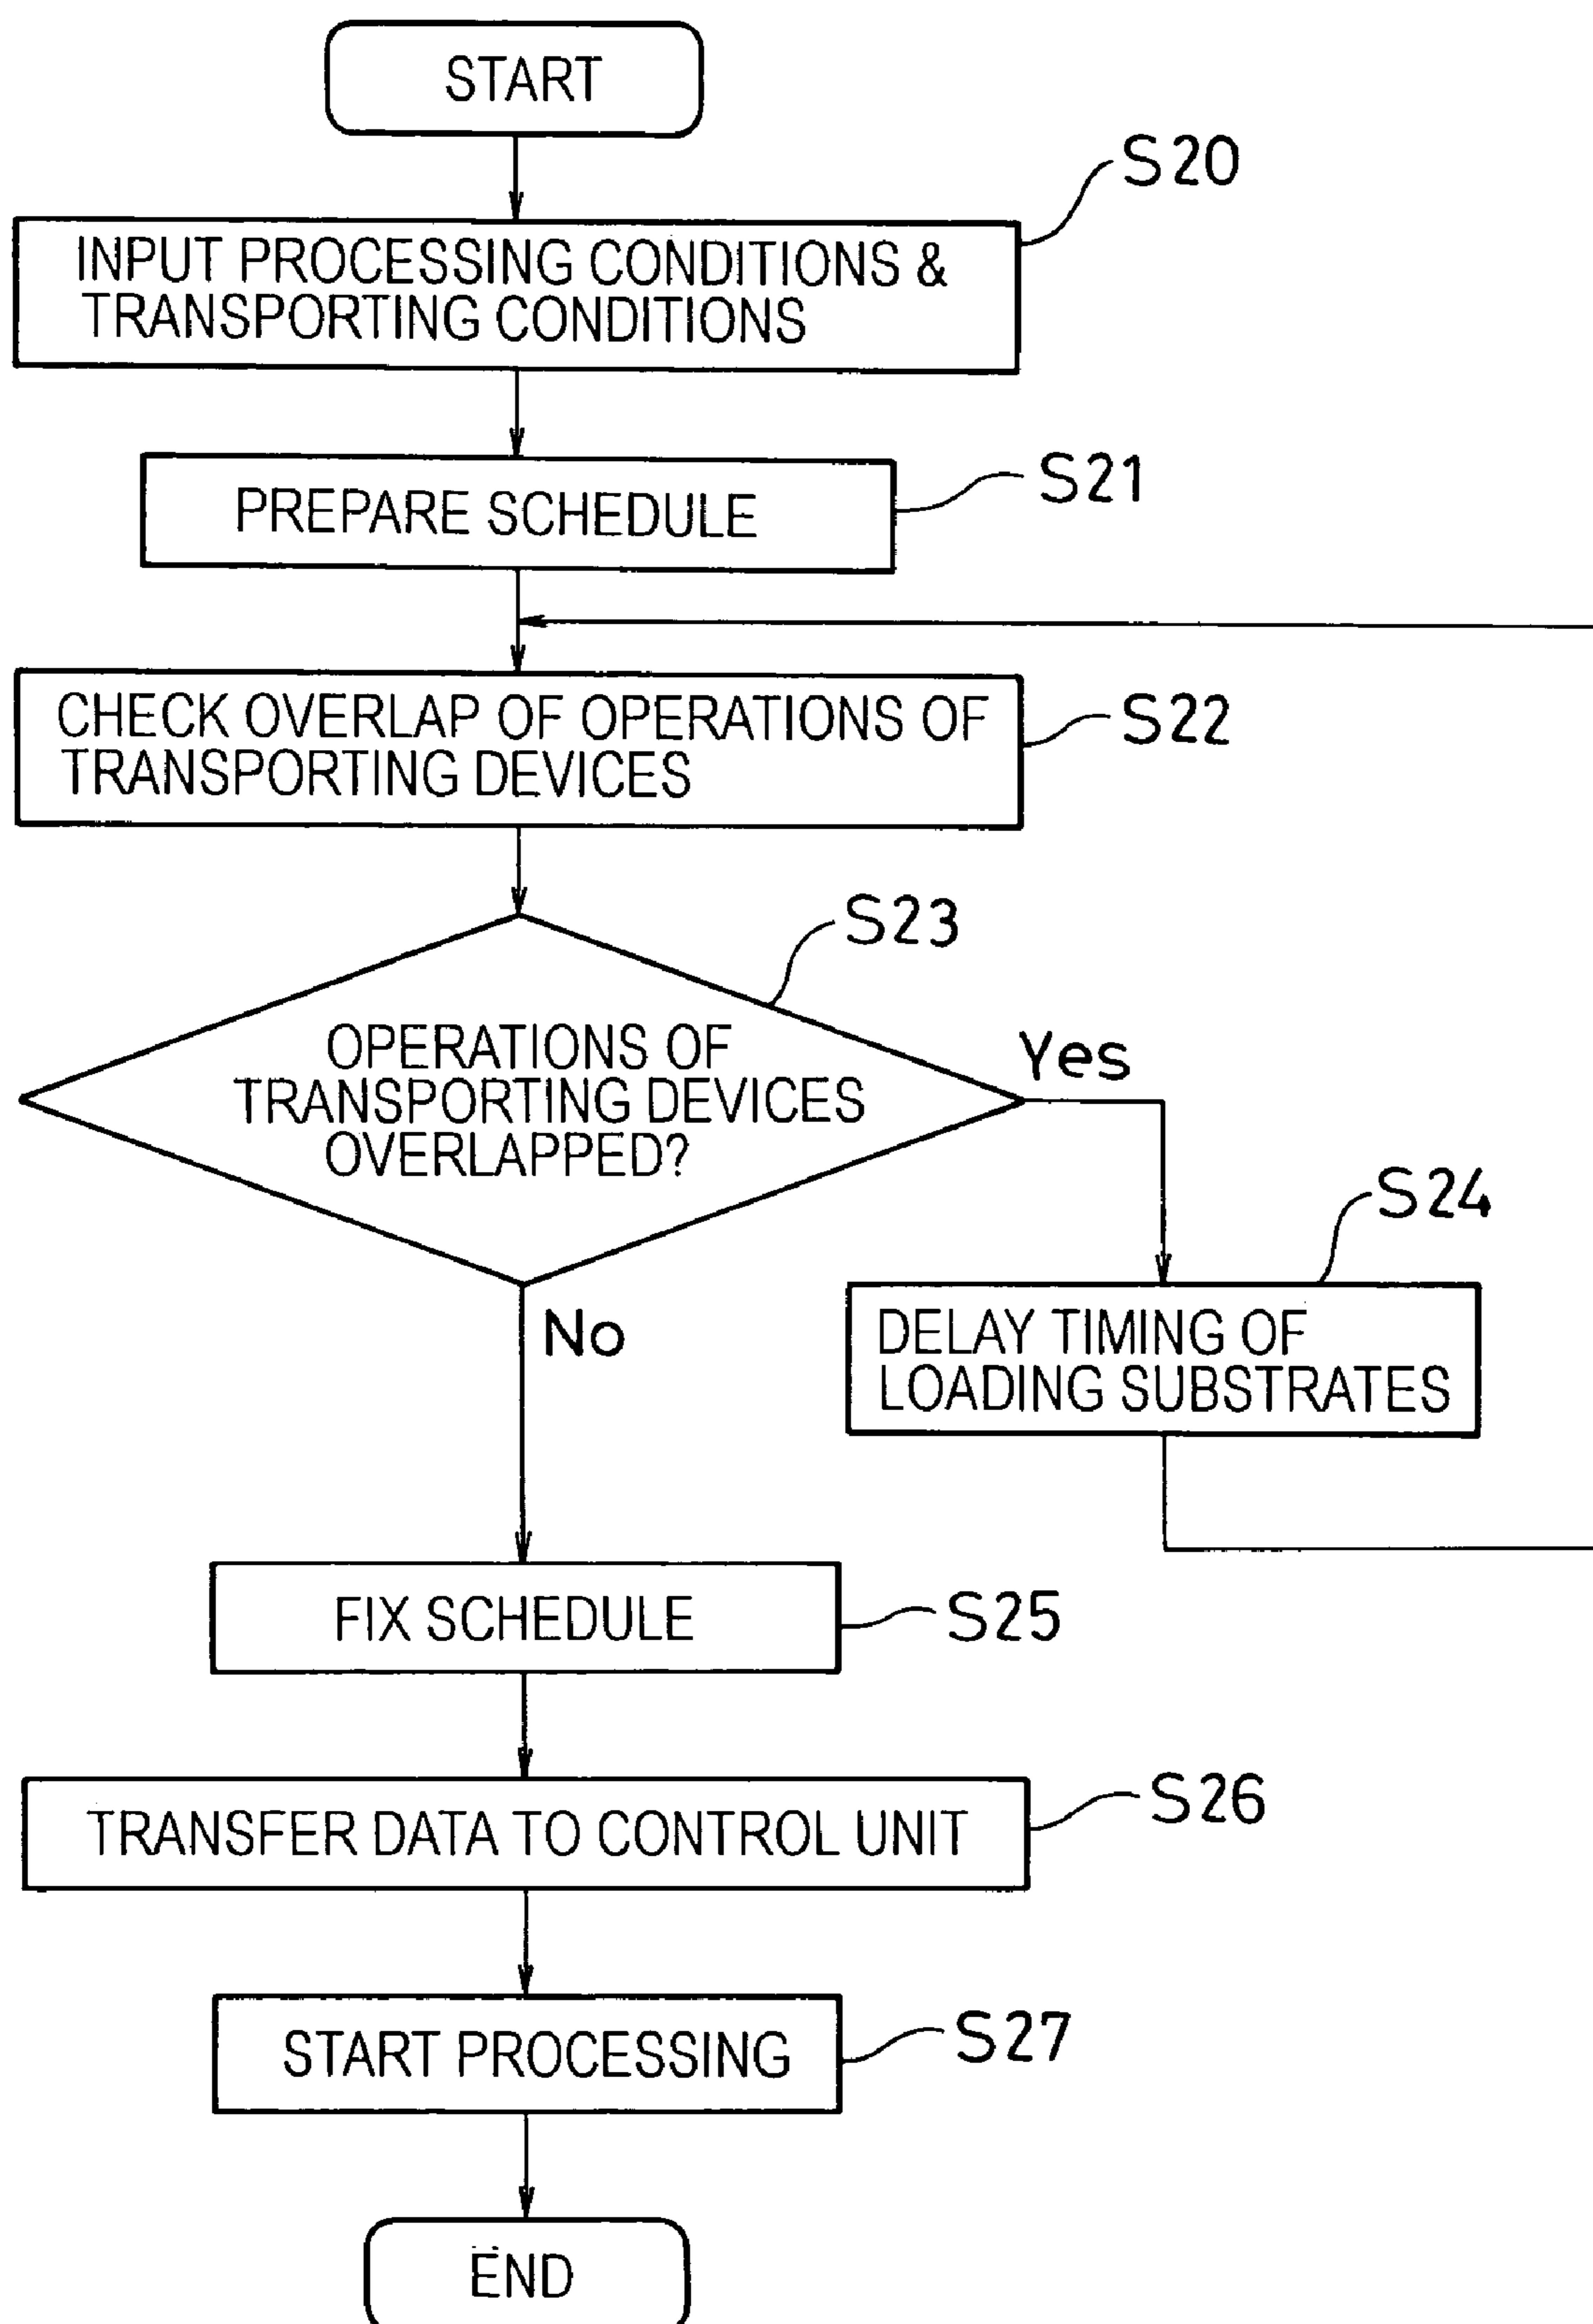 START
S20
INPUT PROCESSING CONDITIONS &
TRANSPORTING CONDITIONS
S21
PREPARE SCHEDULE
S22
CHECK OVERLAP OF OPERATIONS OF
TRANSPORTING DEVICES
S23
OPERATIONS OF
TRANSPORTING DEVICES
OVERLAPPED?
Yes
S24
No
DELAY TIMING OF
LOADING SUBSTRATES
FIX SCHEDULE
S25
TRANSFER DATA TO CONTROL UNIT
S26
START PROCESSING
S27
END